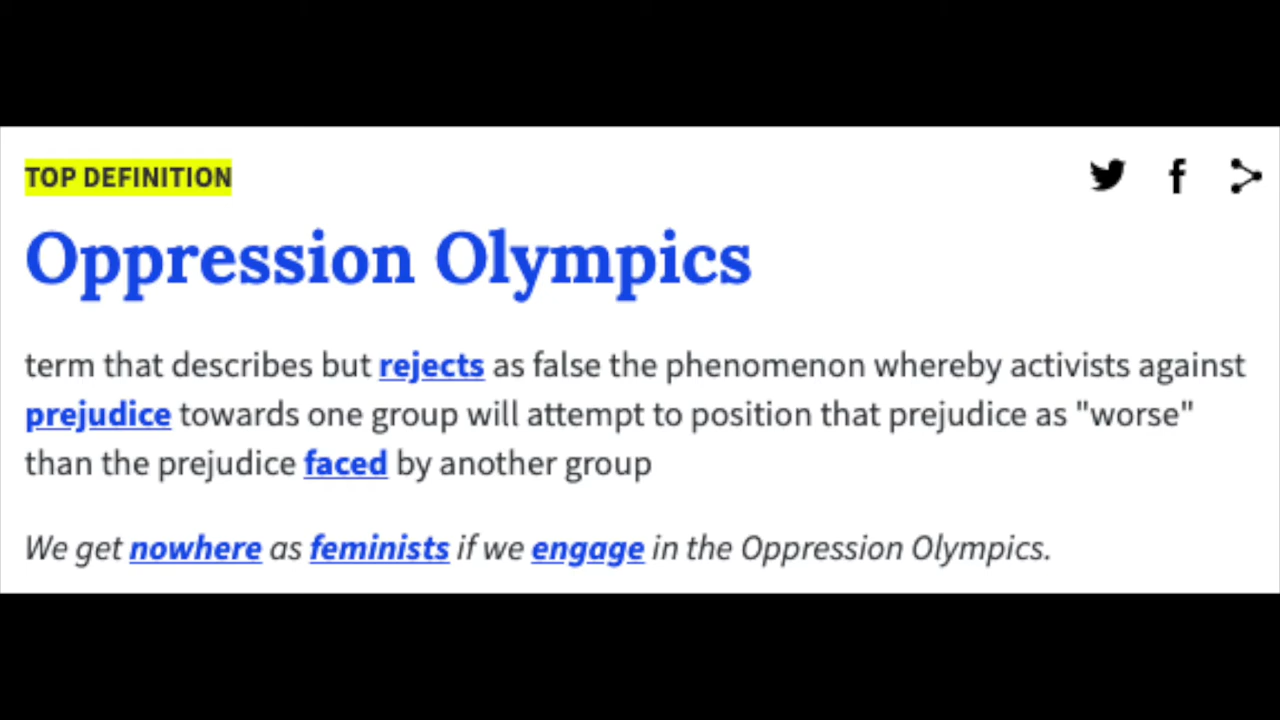 TOP DEFINITION
Oppression Olympics
term that describes but rejects as false the phenomenon whereby activists against
prejudice towards one group will attempt to position that prejudice as "worse"
than the prejudice faced by another group
We get nowhere as feminists if we engage in the Oppression Olympics.